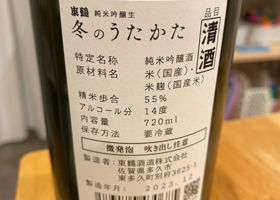 東鶴 純米吟醸生
冬のうたかた
品目
清酒
純米吟醸酒
原材料名 米(国産)・
米麹(国産)
精米歩合 55%
アルコール分 14度
内容量 720ml
保存方法 要冷蔵
微発泡 吹き出し注意
製造者:東鶴酒造株式会社
佐賀県多久市
東多久町別府3625-1
製造年月: 2023.12